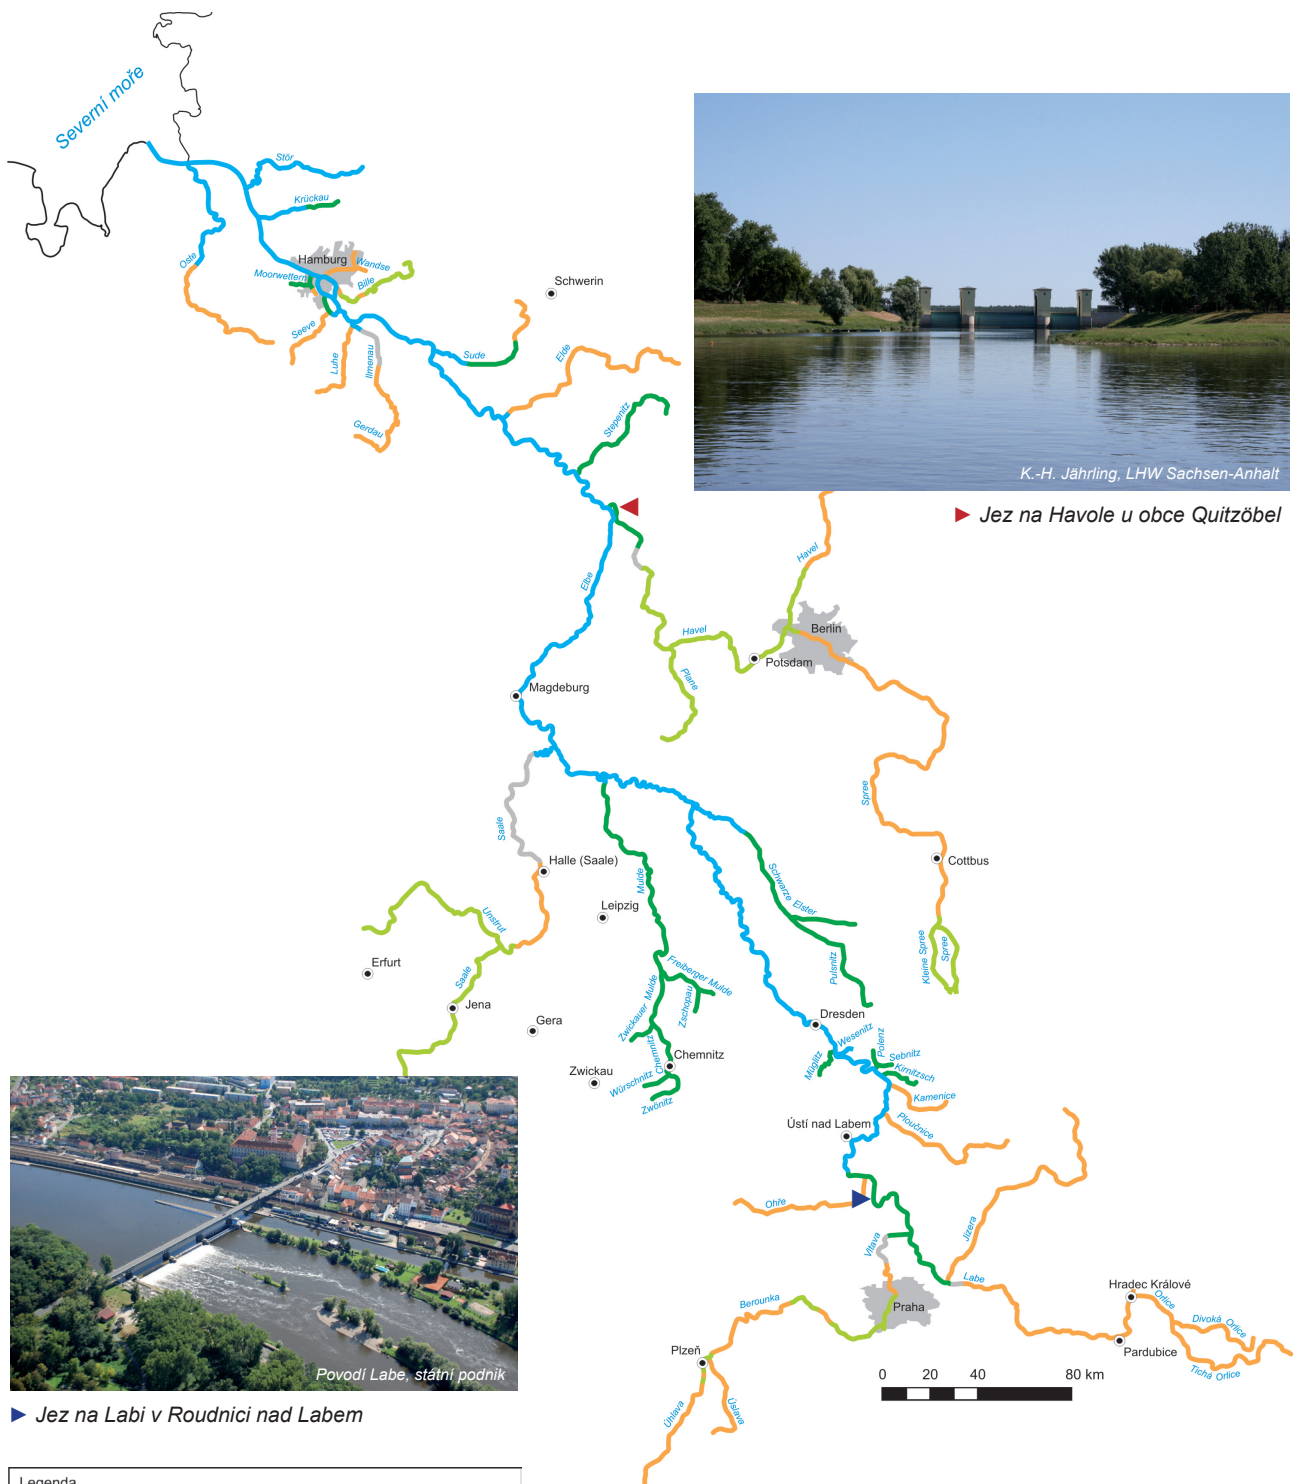 Severní moře
Stör
Krückau
Oste
Hamburg
Wandse
Moorwettern
Bille
Schwerin
Seeve
Luhe
Ilmenau
Sude
Elde
Gerdau
Stepenitz
K.-H. Jährling, LHW Sachsen-Anhalt
Jez na Havole u obce Quitzöbel
Havel
Elbe
Berlin
Havel
Potsdam
Plane
Magdeburg
Spree
Saale
Halle (Saale)
Cottbus
Mulde
Schwarze Elster
Leipzig
Unstrut
Kleine Spree
Spree
Erfurt
Saale
Freiberger Mulde
Pulsnitz
Zwickauer Mulde
Zschopau
Jena
Gera
Dresden
Wesenitz
Polenz
Chemnitz
Chemnitz
Müglitz
Sebnitz
Kirnitzsch
Zwickau
Würschnitz
Zwönitz
Kamenice
Ploučnice
Ústí nad Labem
Ohře
Jizera
Vltava
Labe
Hradec Králové
Orlice
Berounka
Praha
Divoká Orlice
Pardubice
Plzeň
Tichá Orlice
Povodí Labe, státní podnik
0 20 40 80 km
Jez na Labi v Roudnici nad Labem
Úhlava
Úslava
Legenda